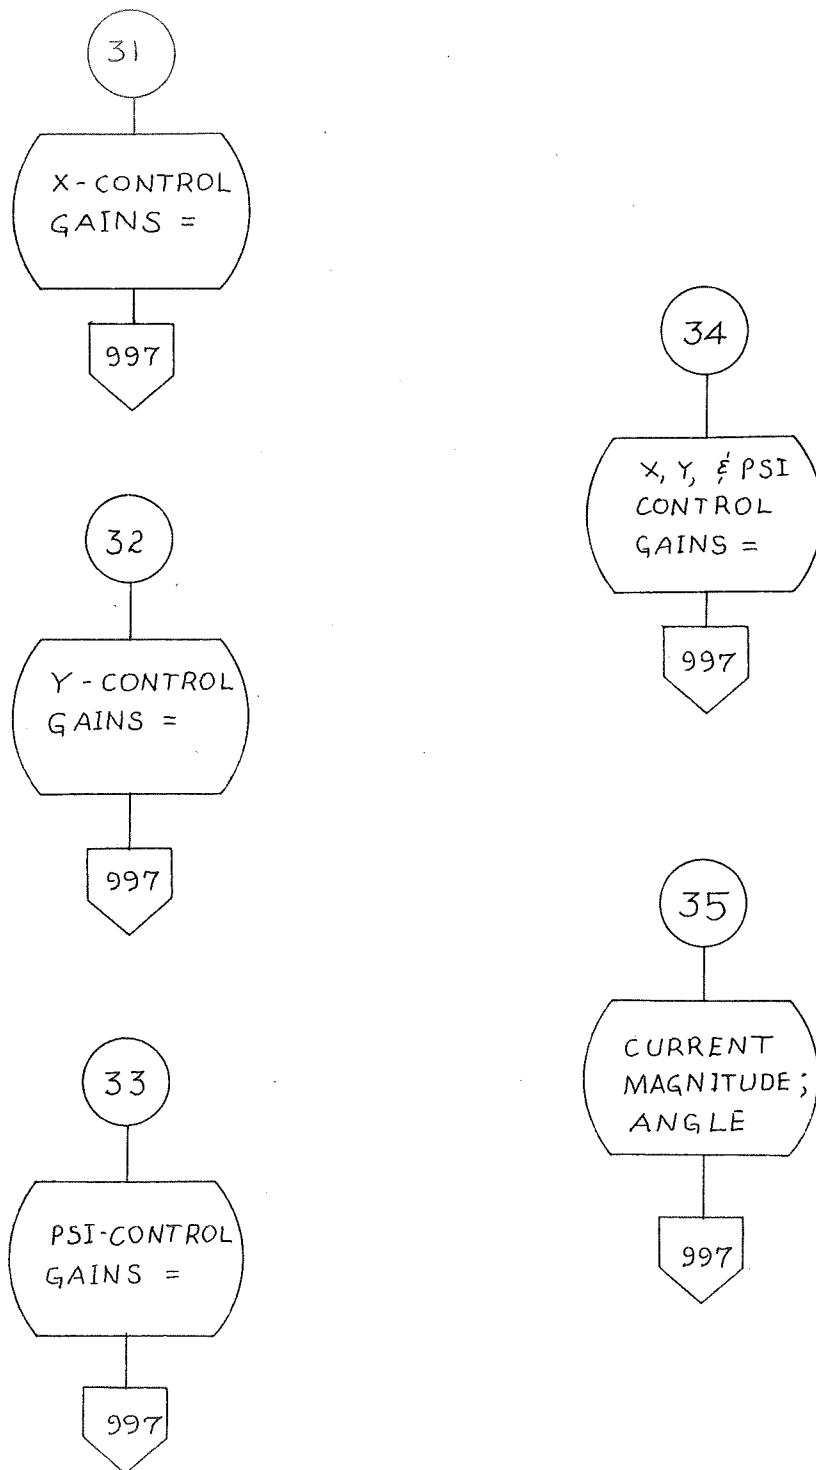 31
X-CONTROL
GAINS =
997
32
Y-CONTROL
GAINS =
997
33
PSI-CONTROL
GAINS =
997
34
X, Y, & PSI
CONTROL
GAINS =
997
35
CURRENT
MAGNITUDE;
ANGLE
997